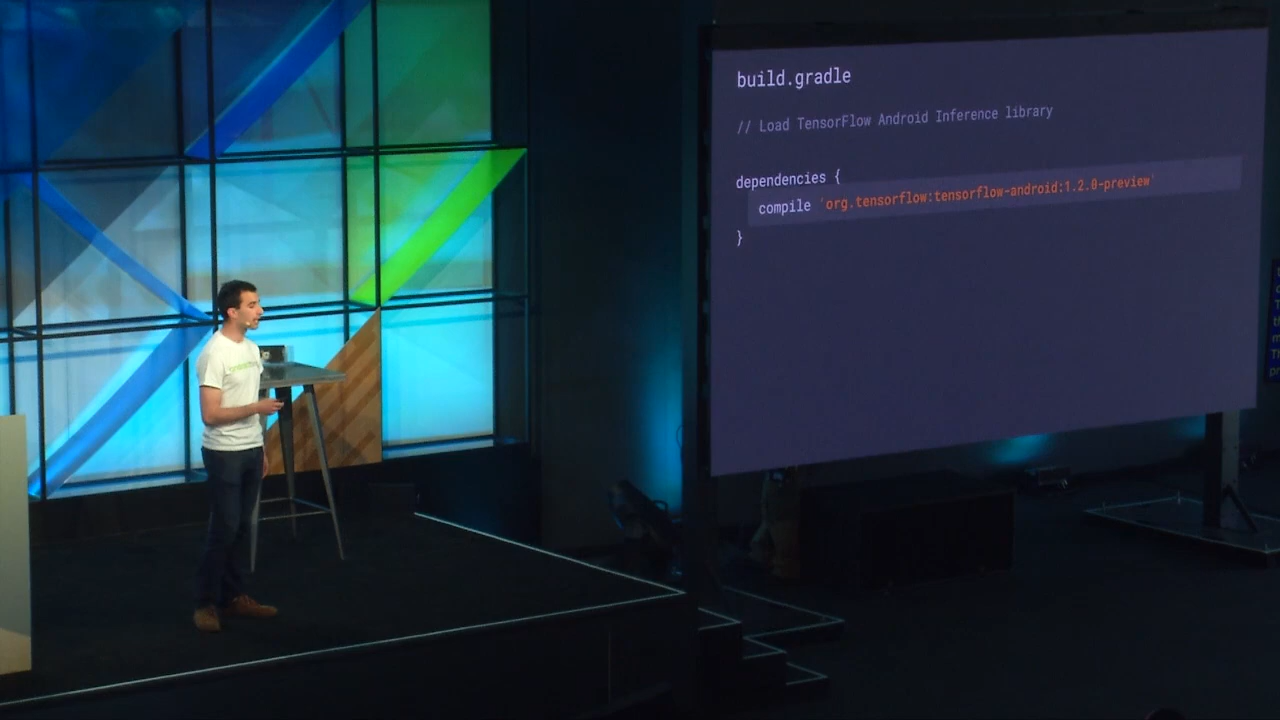 build.gradle
// Load TensorFlow Android Inference library
dependencies {
compile 'org.tensorflow:tensorflow-android:1.2.0-preview'
}